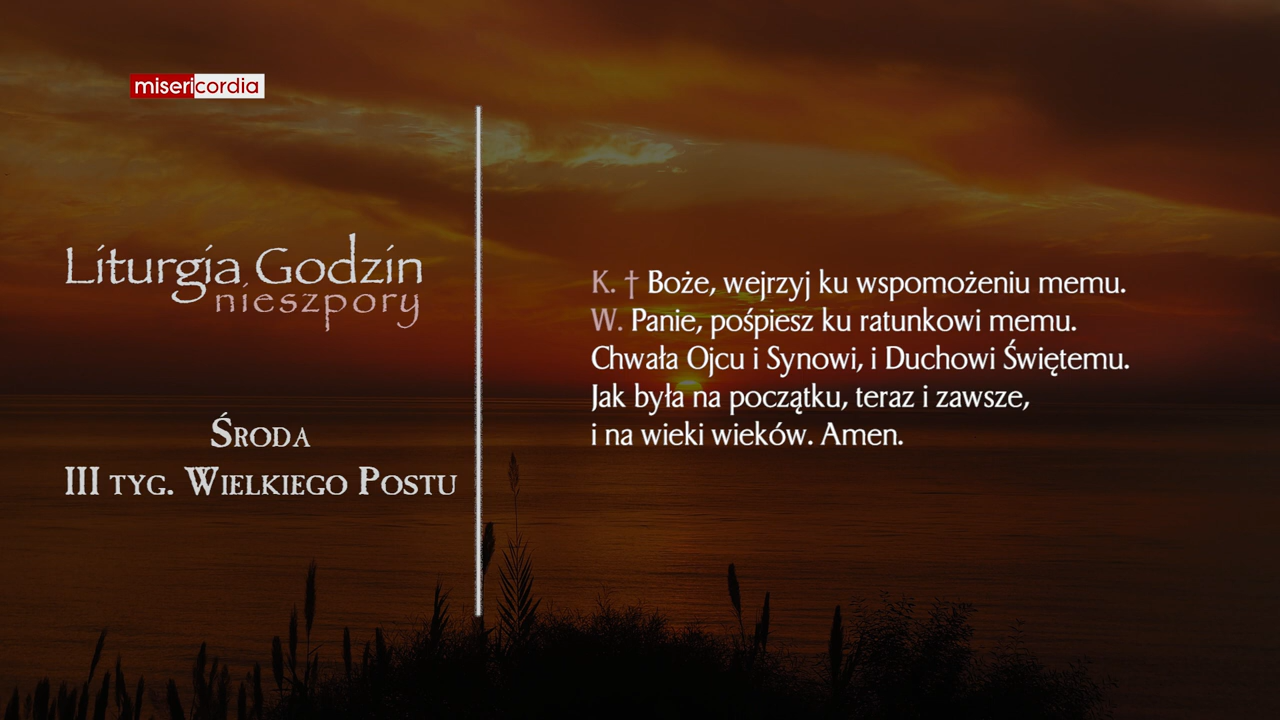 misericordia
Liturgia Godzin
nieszpory
Środa
III tyg. Wielkiego Postu
K. † Boże, wejrzyj ku wspomożeniu memu.
W. Panie, pośpiesz ku ratunkowi memu.
Chwała Ojcu i Synowi, i Duchowi Świętemu.
Jak była na początku, teraz i zawsze,
i na wieki wieków. Amen.